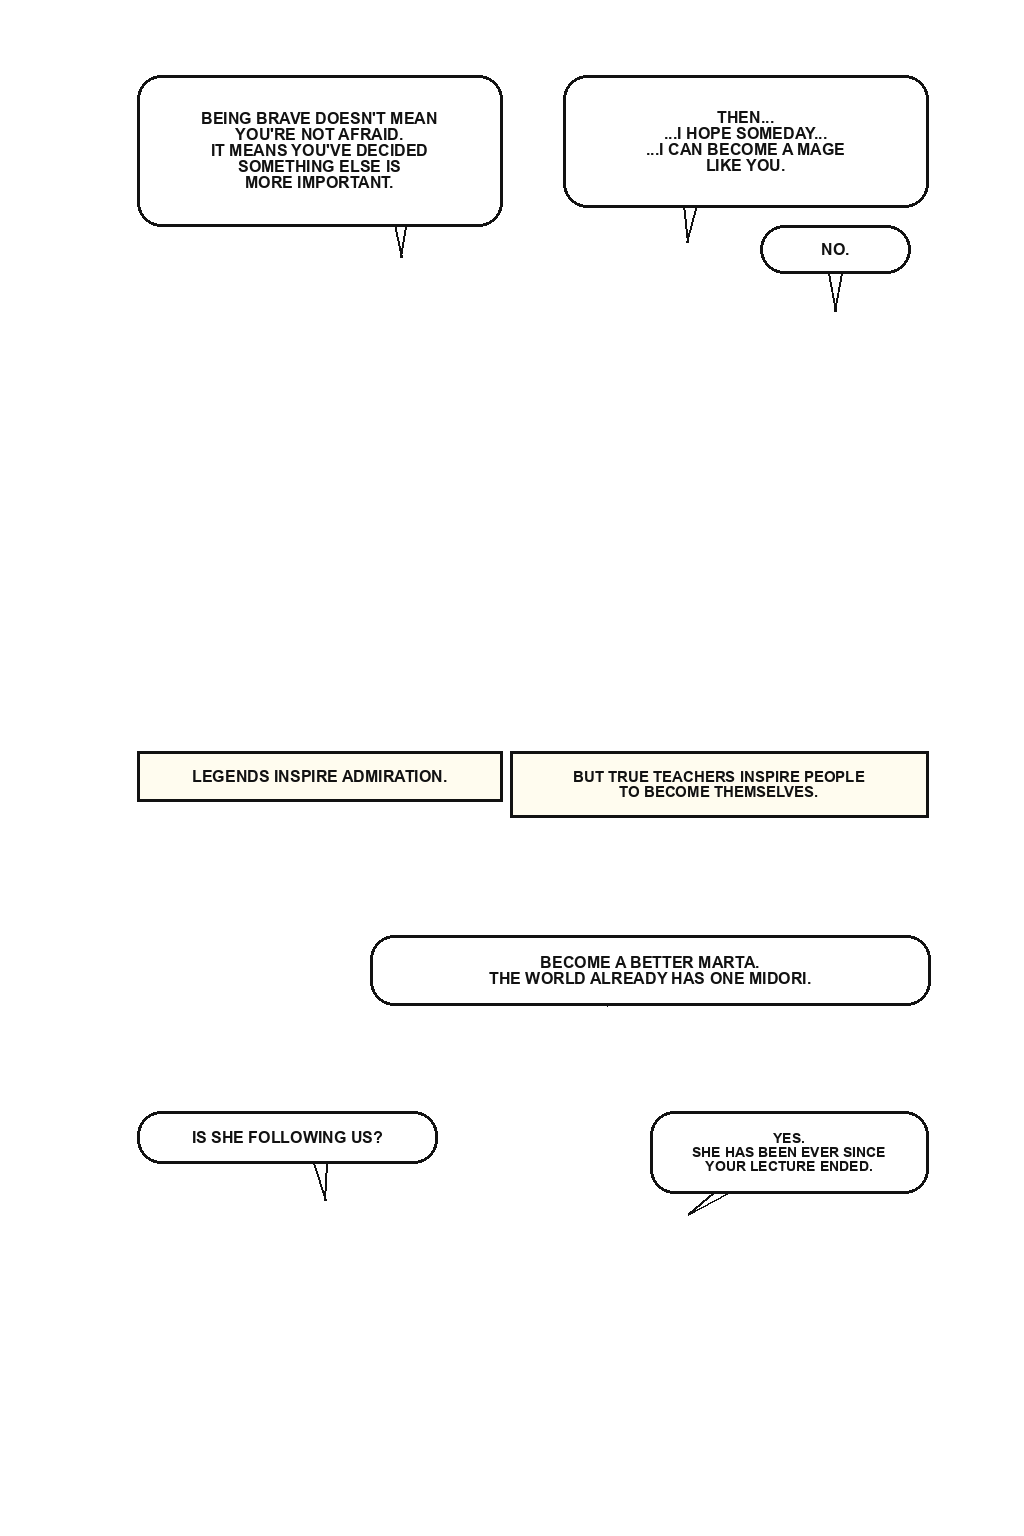 BEING BRAVE DOESN'T MEAN
YOU'RE NOT AFRAID.
IT MEANS YOU'VE DECIDED
SOMETHING ELSE IS
MORE IMPORTANT.
THEN...
...I HOPE SOMEDAY...
...I CAN BECOME A MAGE
LIKE YOU.
NO.
LEGENDS INSPIRE ADMIRATION.
BUT TRUE TEACHERS INSPIRE PEOPLE
TO BECOME THEMSELVES.
BECOME A BETTER MARTA.
THE WORLD ALREADY HAS ONE MIDORI.
IS SHE FOLLOWING US?
YES.
SHE HAS BEEN EVER SINCE
YOUR LECTURE ENDED.